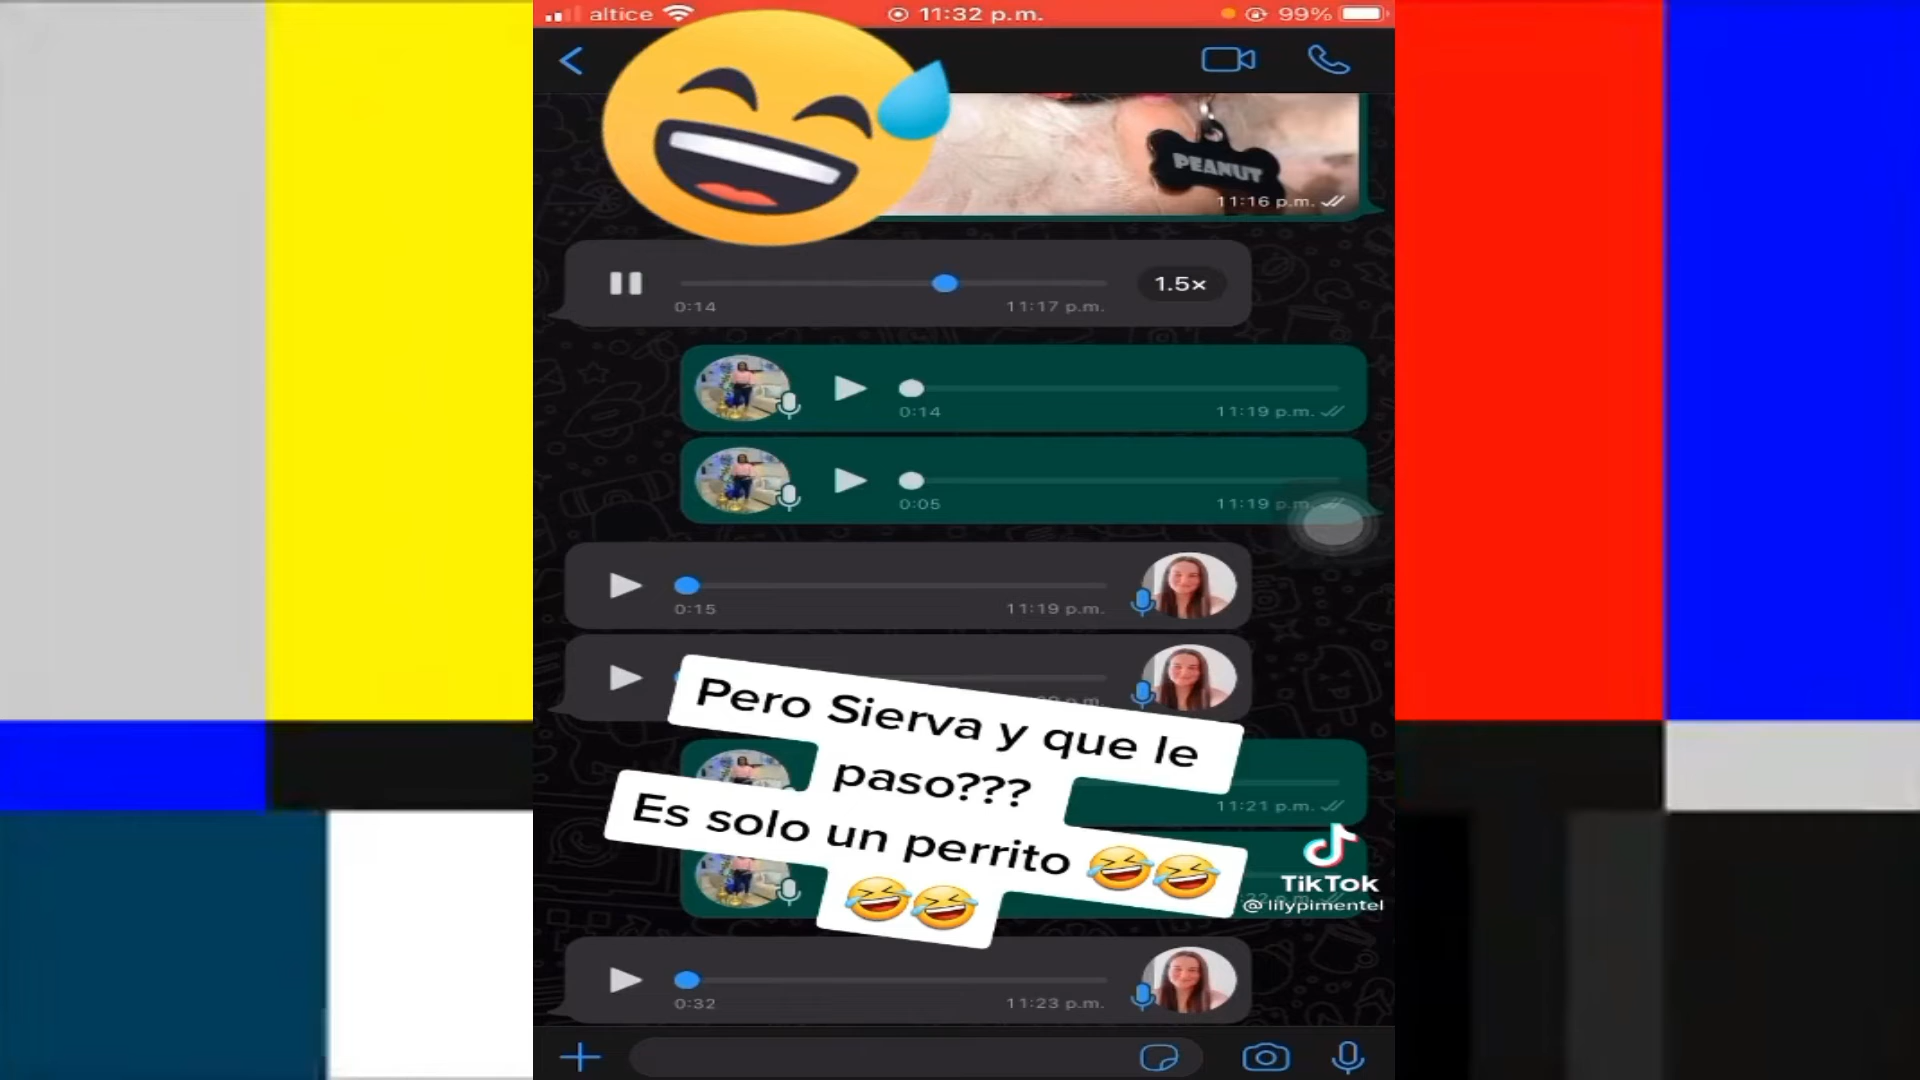 altice
11:32 p.m.
99%
PEANUT
11:16 p.m.
1.5×
0:14
11:17 p.m.
0:14
11:19 p.m.
0:05
11:19 p.m.
0:15
11:19 p.m.
Pero Sierva y que le
paso???
Es solo un perrito 🤣🤣
🤣🤣
11:21 p.m.
TikTok
@lilypimentel
0:32
11:23 p.m.